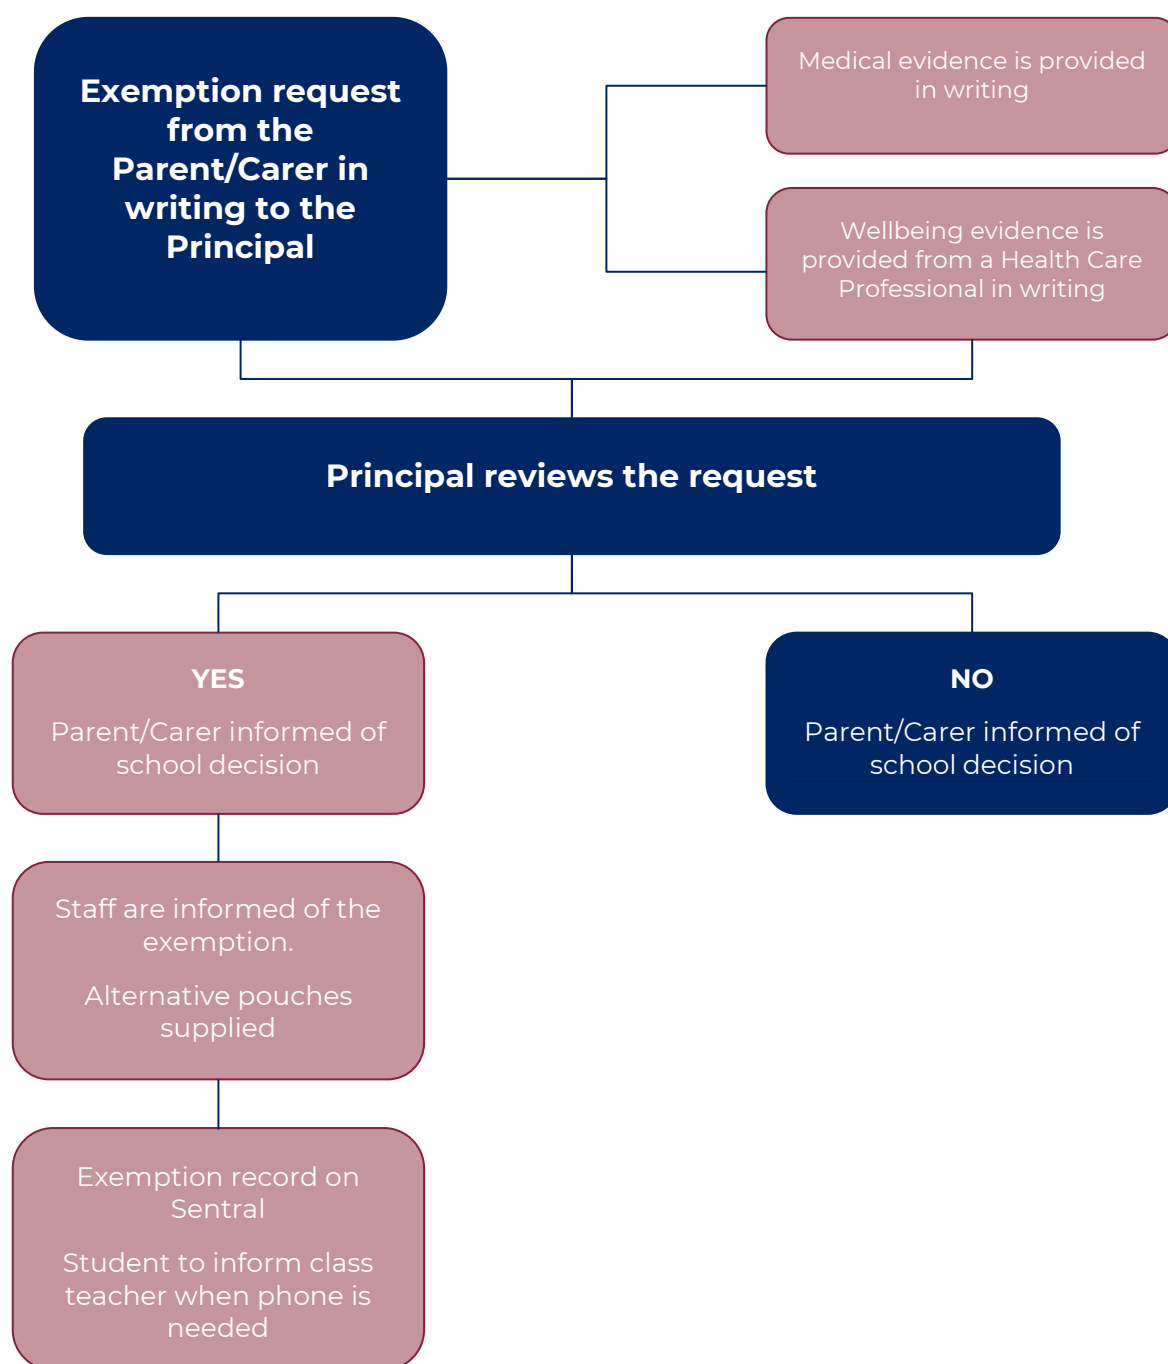 Exemption request
from the
Parent/Carer in
writing to the
Principal
Medical evidence is provided
in writing
Wellbeing evidence is
provided from a Health Care
Professional in writing
Principal reviews the request
YES
Parent/Carer informed of
school decision
NO
Parent/Carer informed of
school decision
Staff are informed of the
exemption.
Alternative pouches
supplied
Exemption record on
Sentral
Student to inform class
teacher when phone is
needed